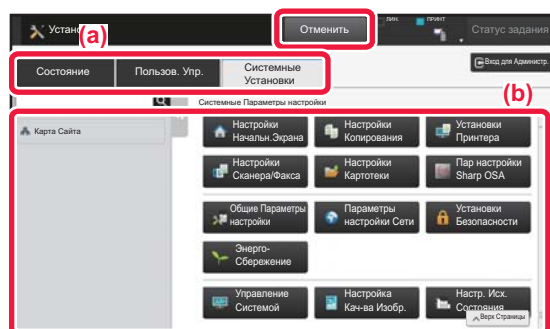 Устано
(a)
Отменить
ЛИН.
ПРИНТ
Статус задания
Состояние
Пользов. Упр.
Системные
Установки
Вход для Администр.
(b)
Системные Параметры настройки
Карта Сайта
Настройки
Начальн.Экрана
Настройки
Копирования
Установки
Принтера
Настройки
Сканера/Факса
Настройки
Картотеки
Пар настройки
Sharp OSA
Общие Параметры
настройки
Параметры
настройки Сети
Установки
Безопасности
Энерго-
Сбережение
Управление
Системой
Настройка
Кач-ва Изобр.
Настр. Исх.
Состояния
Верх Страницы